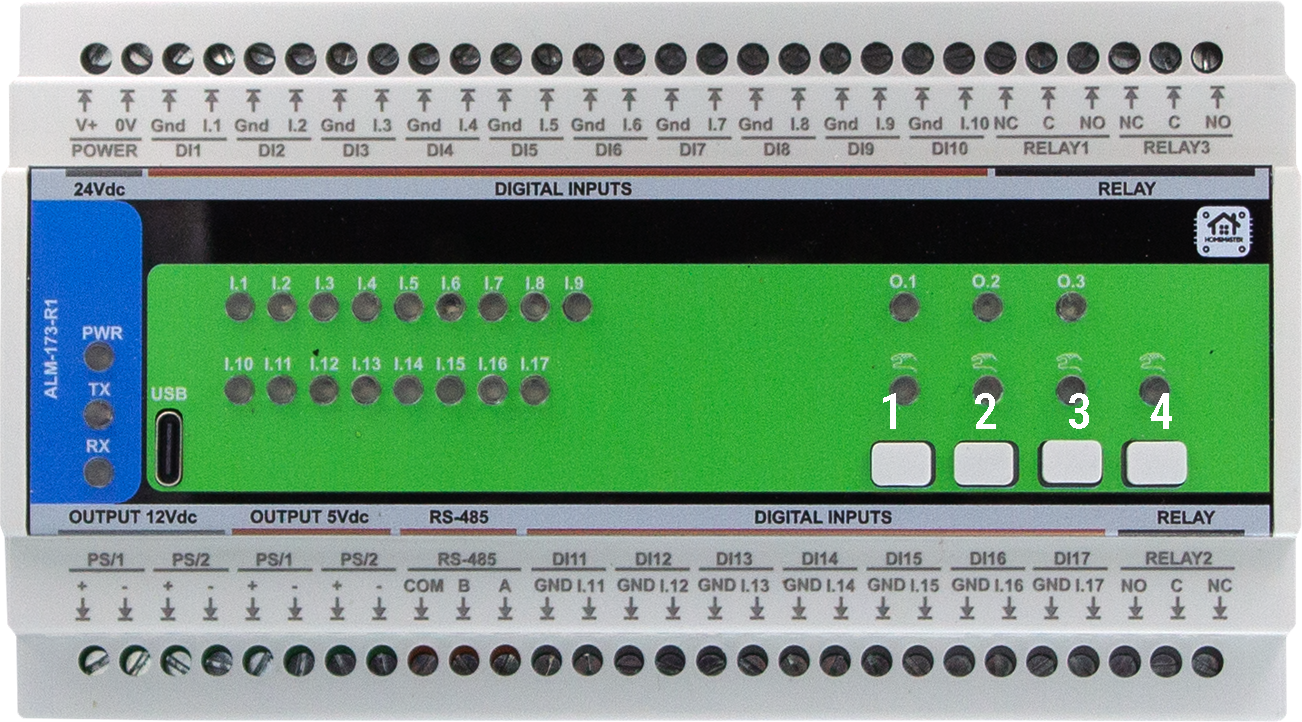 V+ 0V Gnd I.1 Gnd I.2 Gnd I.3 Gnd I.4 Gnd I.5 Gnd I.6 Gnd I.7 Gnd I.8 Gnd I.9 Gnd I.10 NC C NO NC C NO
POWER DI1 DI2 DI3 DI4 DI5 DI6 DI7 DI8 DI9 DI10 RELAY1 RELAY3
24Vdc DIGITAL INPUTS RELAY
HOMEMASTER
ALM-173-R1
PWR
TX
RX
USB
I.1 I.2 I.3 I.4 I.5 I.6 I.7 I.8 I.9 O.1 O.2 O.3
I.10 I.11 I.12 I.13 I.14 I.15 I.16 I.17
1 2 3 4
OUTPUT 12Vdc OUTPUT 5Vdc RS-485 DIGITAL INPUTS RELAY
PS/1 PS/2 PS/1 PS/2 RS-485 DI11 DI12 DI13 DI14 DI15 DI16 DI17 RELAY2
+ - + - + - + - COM B A GND I.11 GND I.12 GND I.13 GND I.14 GND I.15 GND I.16 GND I.17 NO C NC